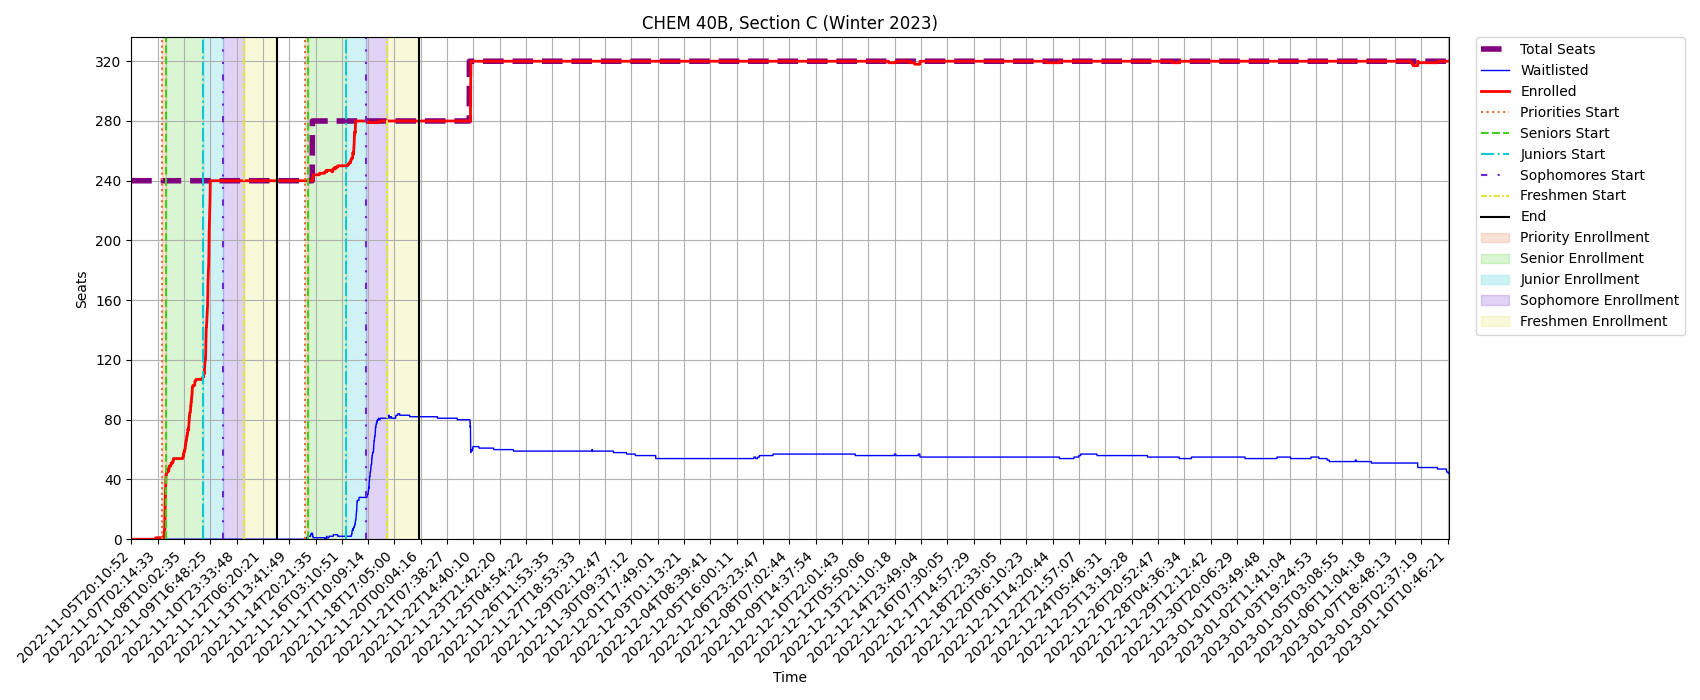 CHEM 40B, Section C (Winter 2023)
Seats
320
280
240
200
160
120
80
40
0
2022-11-05T20:10:52
2022-11-07T02:14:33
2022-11-08T10:02:35
2022-11-09T16:48:25
2022-11-10T23:33:48
2022-11-12T06:20:21
2022-11-13T13:41:49
2022-11-14T20:21:35
2022-11-16T03:10:51
2022-11-17T10:09:14
2022-11-18T17:05:00
2022-11-20T00:04:16
2022-11-21T07:38:27
2022-11-22T14:40:10
2022-11-23T21:42:20
2022-11-25T04:54:22
2022-11-26T11:53:35
2022-11-27T18:53:33
2022-11-29T02:12:47
2022-11-30T09:37:12
2022-12-01T17:49:01
2022-12-03T01:13:21
2022-12-04T08:39:41
2022-12-05T16:00:11
2022-12-06T23:23:47
2022-12-08T07:02:44
2022-12-09T14:37:54
2022-12-10T22:01:43
2022-12-12T05:50:06
2022-12-13T21:10:18
2022-12-14T23:49:04
2022-12-16T07:30:05
2022-12-17T14:57:29
2022-12-18T22:33:05
2022-12-20T06:10:23
2022-12-21T14:20:44
2022-12-22T21:57:07
2022-12-24T05:46:31
2022-12-25T13:19:28
2022-12-26T20:52:47
2022-12-28T04:36:34
2022-12-29T12:12:42
2022-12-30T20:06:29
2023-01-01T03:49:48
2023-01-02T11:41:04
2023-01-03T19:24:53
2023-01-05T03:08:55
2023-01-06T11:04:18
2023-01-07T18:48:13
2023-01-09T02:37:19
2023-01-10T10:46:21
Time
Total Seats
Waitlisted
Enrolled
Priorities Start
Seniors Start
Juniors Start
Sophomores Start
Freshmen Start
End
Priority Enrollment
Senior Enrollment
Junior Enrollment
Sophomore Enrollment
Freshmen Enrollment